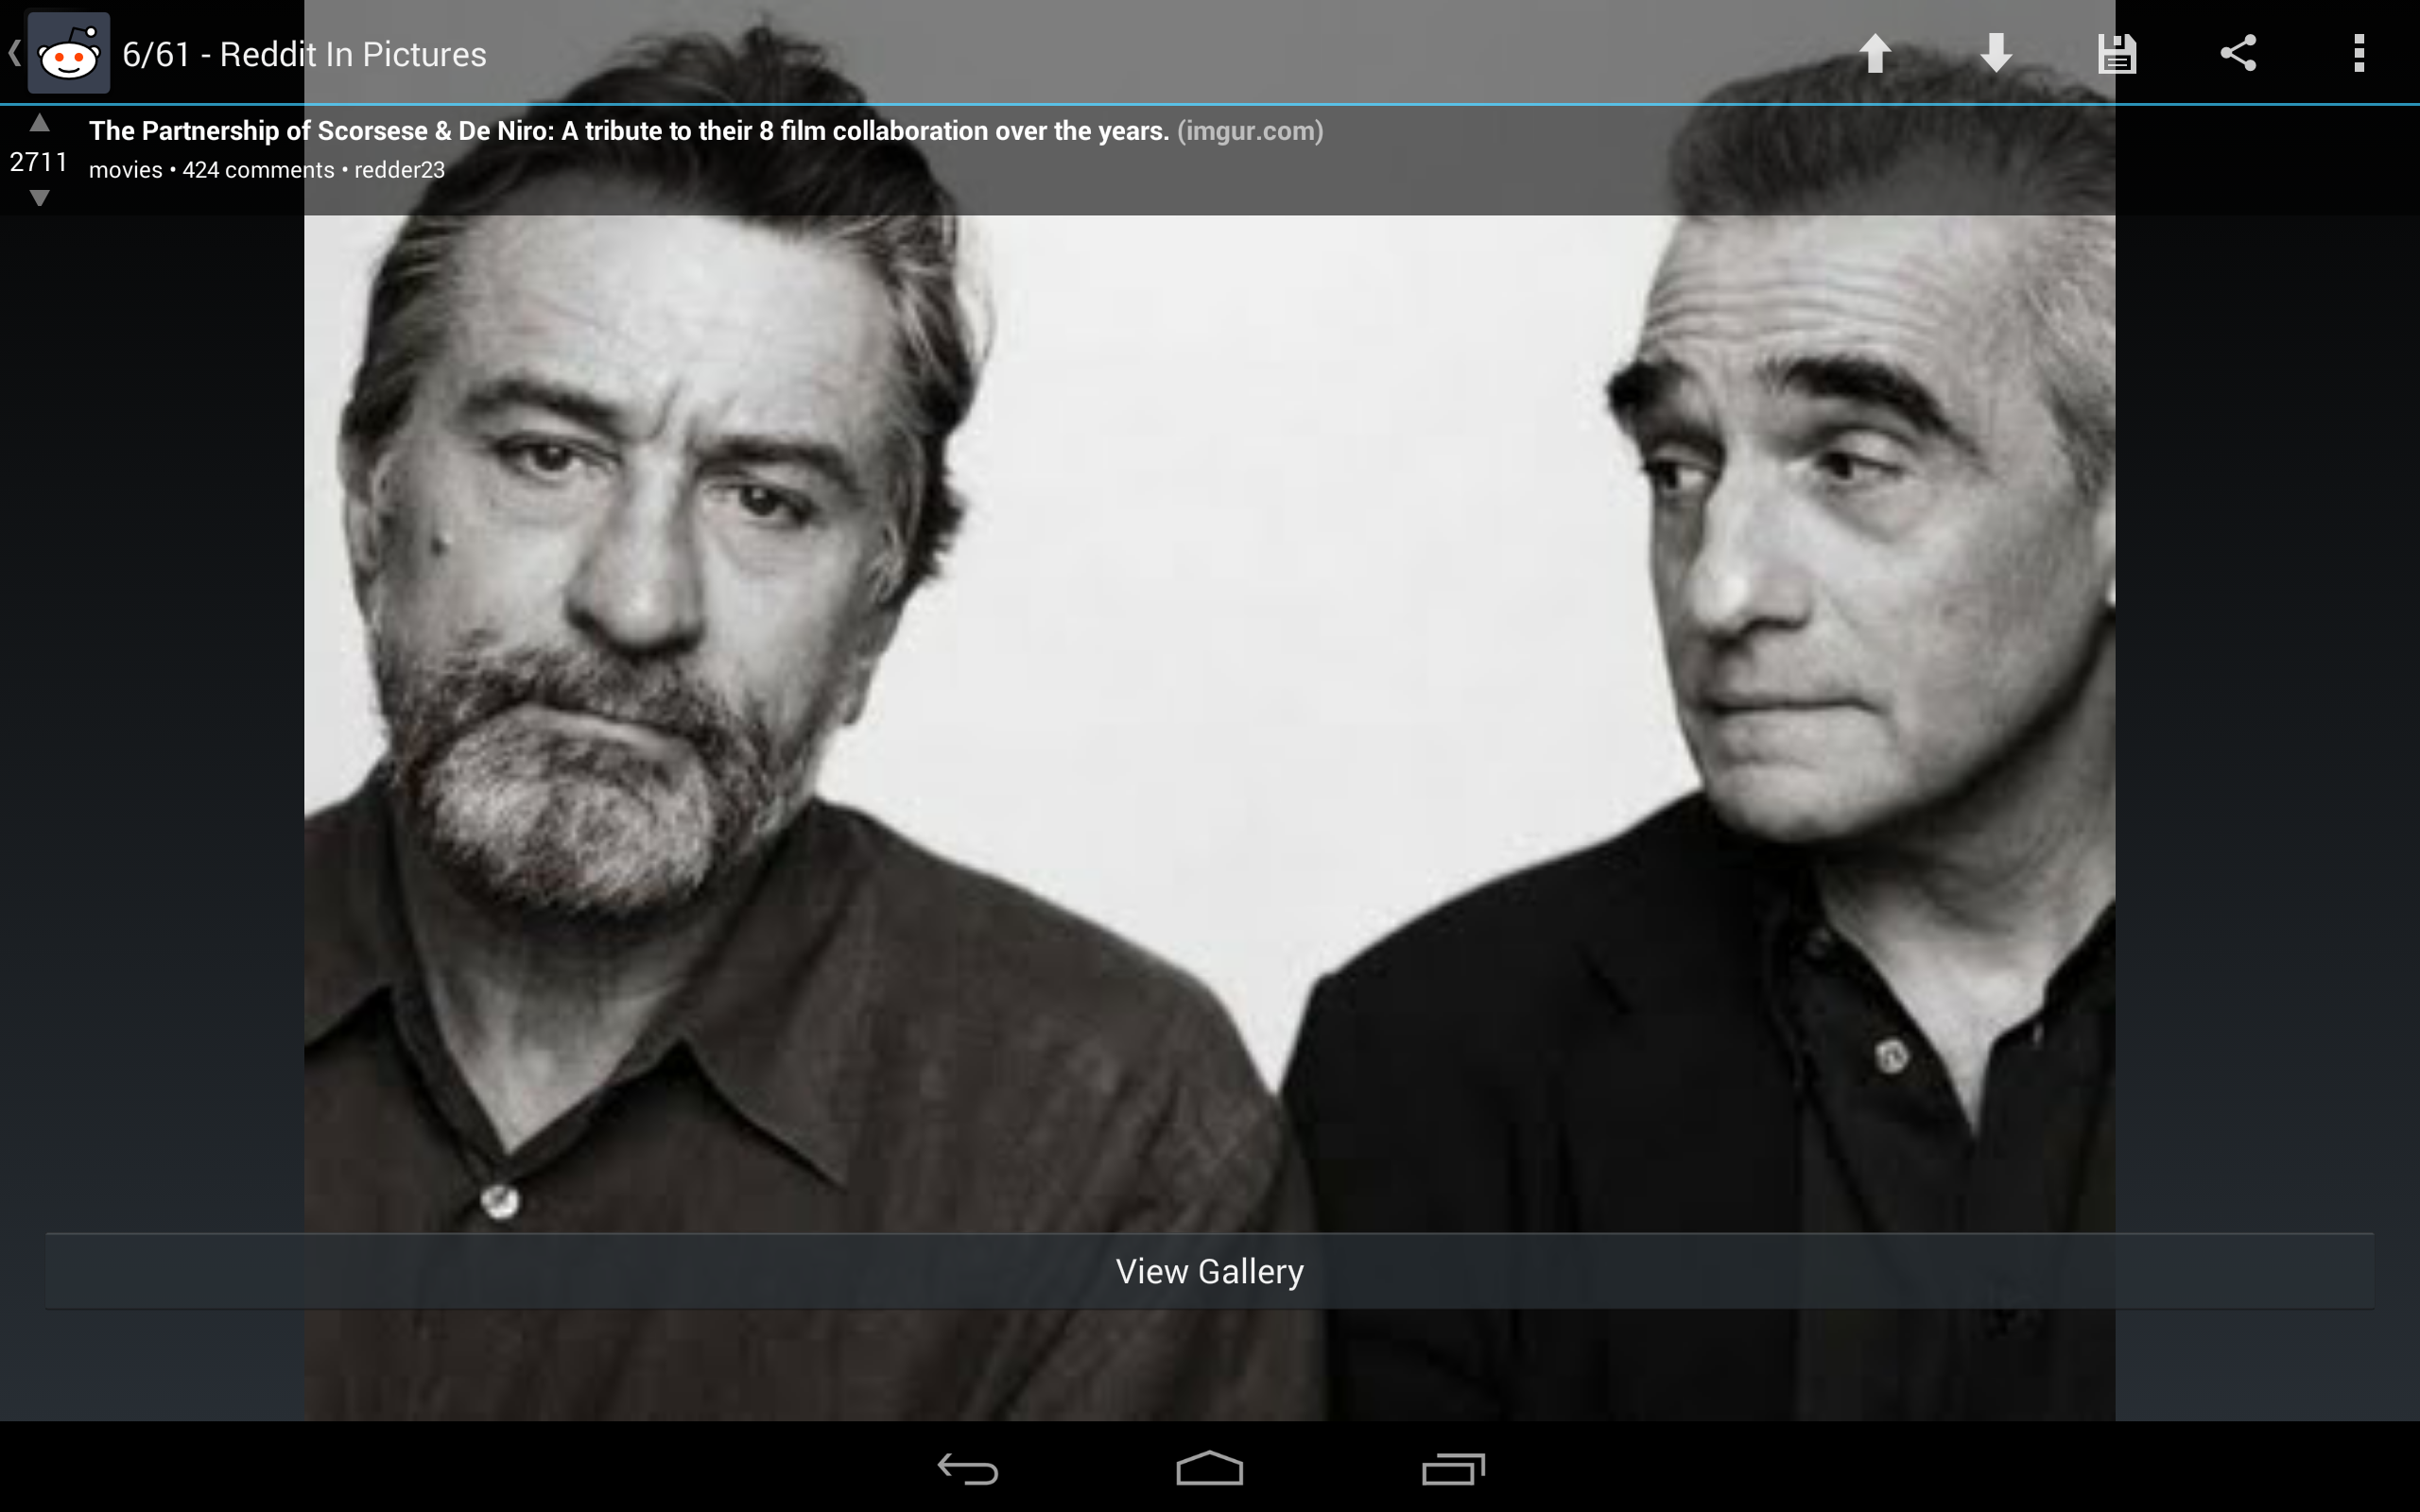 6/61 - Reddit In Pictures
The Partnership of Scorsese & De Niro: A tribute to their 8 film collaboration over the years. (imgur.com)
2711
movies • 424 comments • redder23
View Gallery